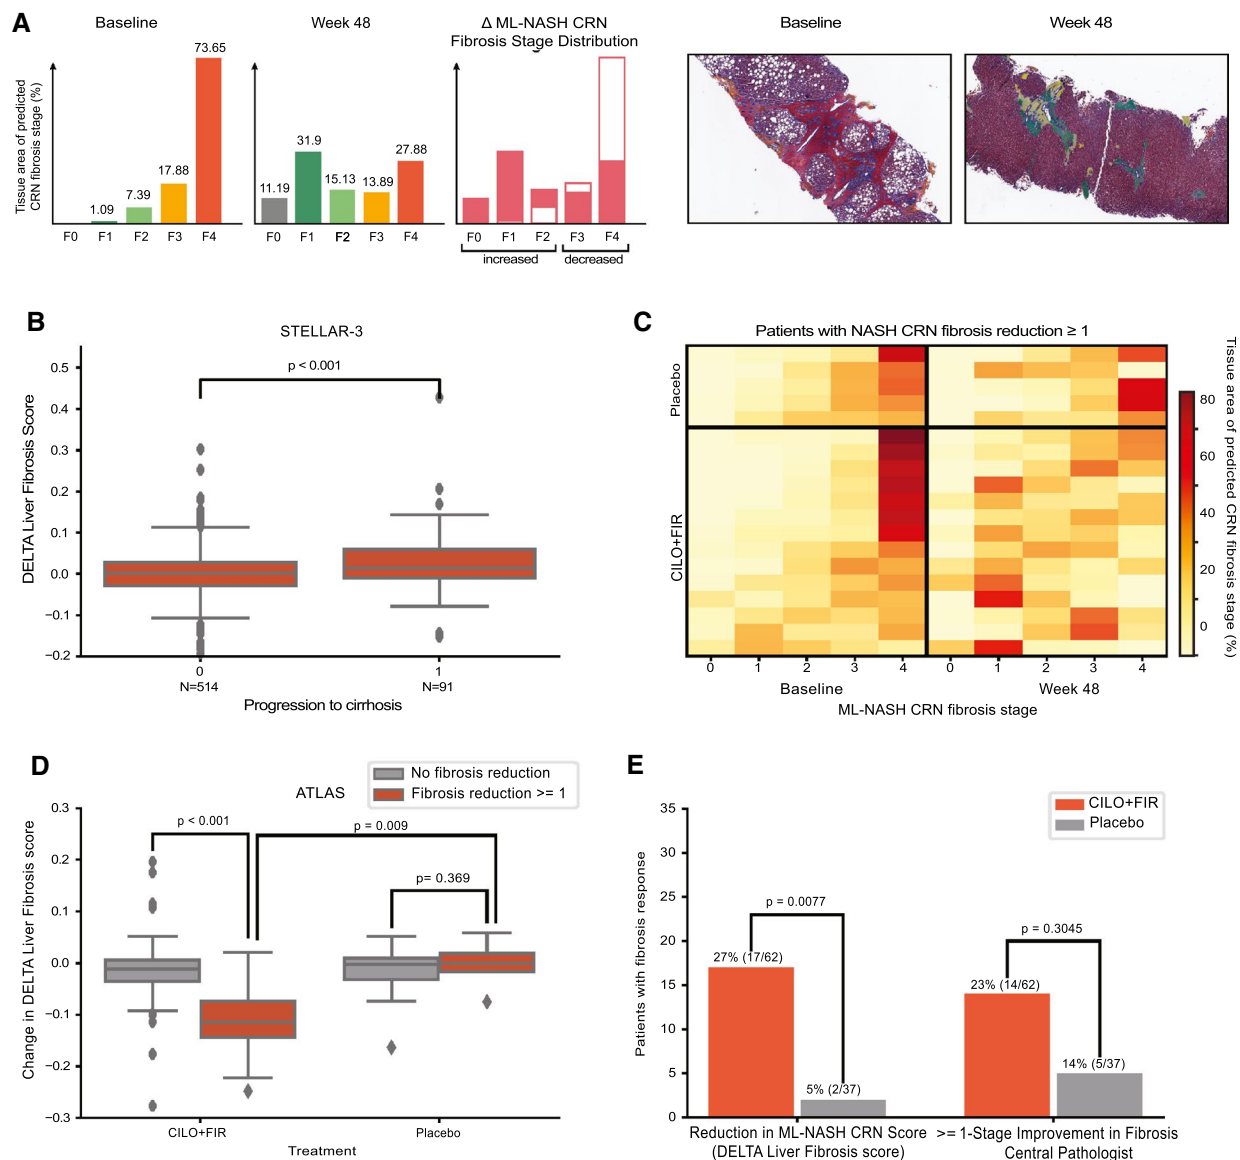 A
Baseline
Week 48
Δ ML-NASH CRN
Fibrosis Stage Distribution
Baseline
Week 48
Tissue area of predicted
CRN fibrosis stage (%)
1.09
7.39
17.88
73.65
F0 F1 F2 F3 F4
11.19
31.9
15.13
13.89
27.88
F0 F1 F2 F3 F4
F0 F1 F2 F3 F4
increased
decreased
B
STELLAR-3
p < 0.001
DELTA Liver Fibrosis Score
0.5
0.4
0.3
0.2
0.1
0.0
−0.1
−0.2
0
1
N=514
N=91
Progression to cirrhosis
C
Patients with NASH CRN fibrosis reduction ≥ 1
Placebo
CILO+FIR
0 1 2 3 4 0 1 2 3 4
Baseline
Week 48
ML-NASH CRN fibrosis stage
80
60
40
20
0
Tissue area of predicted CRN fibrosis stage (%)
D
ATLAS
No fibrosis reduction
Fibrosis reduction >= 1
p < 0.001
p = 0.009
p= 0.369
Change in DELTA Liver Fibrosis score
0.3
0.2
0.1
0.0
−0.1
−0.2
−0.3
CILO+FIR
Placebo
Treatment
E
CILO+FIR
Placebo
Patients with fibrosis response
35
30
25
20
15
10
5
0
p = 0.0077
27% (17/62)
5% (2/37)
p = 0.3045
23% (14/62)
14% (5/37)
Reduction in ML-NASH CRN Score
(DELTA Liver Fibrosis score)
>= 1-Stage Improvement in Fibrosis
Central Pathologist